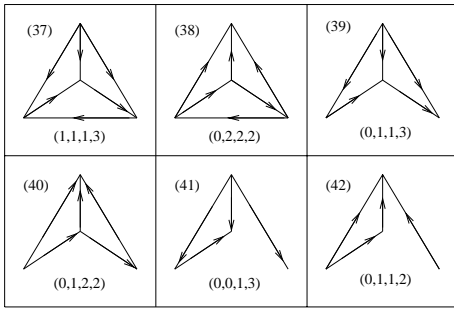 (37) (38) (39)
(1,1,1,3) (0,2,2,2) (0,1,1,3)
(40) (41) (42)
(0,1,2,2) (0,0,1,3) (0,1,1,2)